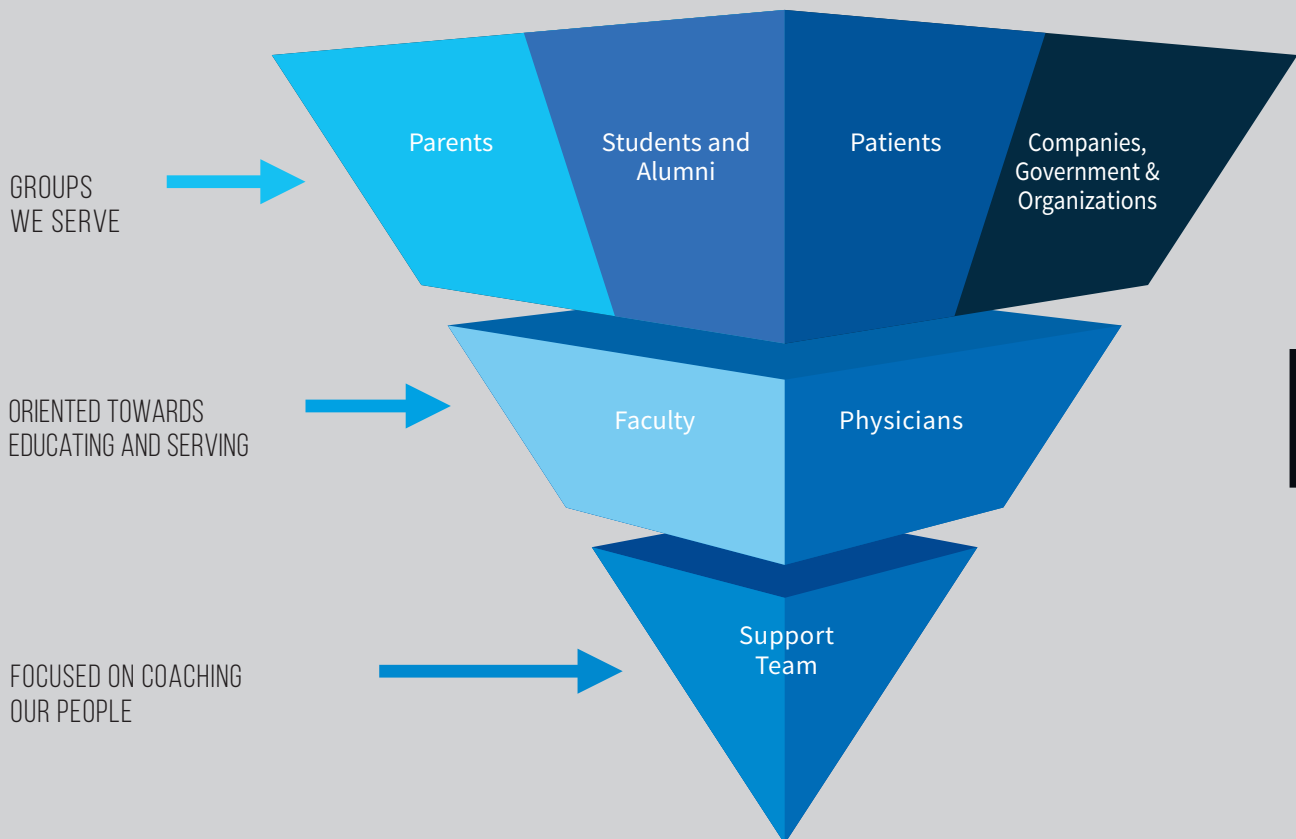 Parents
Students and
Alumni
Patients
Companies,
Government &
Organizations
GROUPS
WE SERVE
ORIENTED TOWARDS
EDUCATING AND SERVING
Faculty
Physicians
Support
Team
FOCUSED ON COACHING
OUR PEOPLE